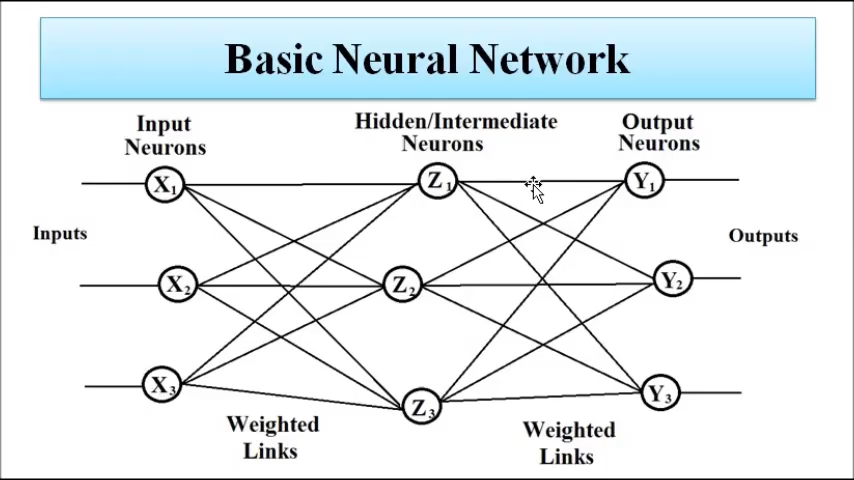 Basic Neural Network
Input
Neurons
Hidden/Intermediate
Neurons
Output
Neurons
X1
Z1
Y1
Inputs
Outputs
X2
Z2
Y2
X3
Z3
Y3
Weighted
Links
Weighted
Links